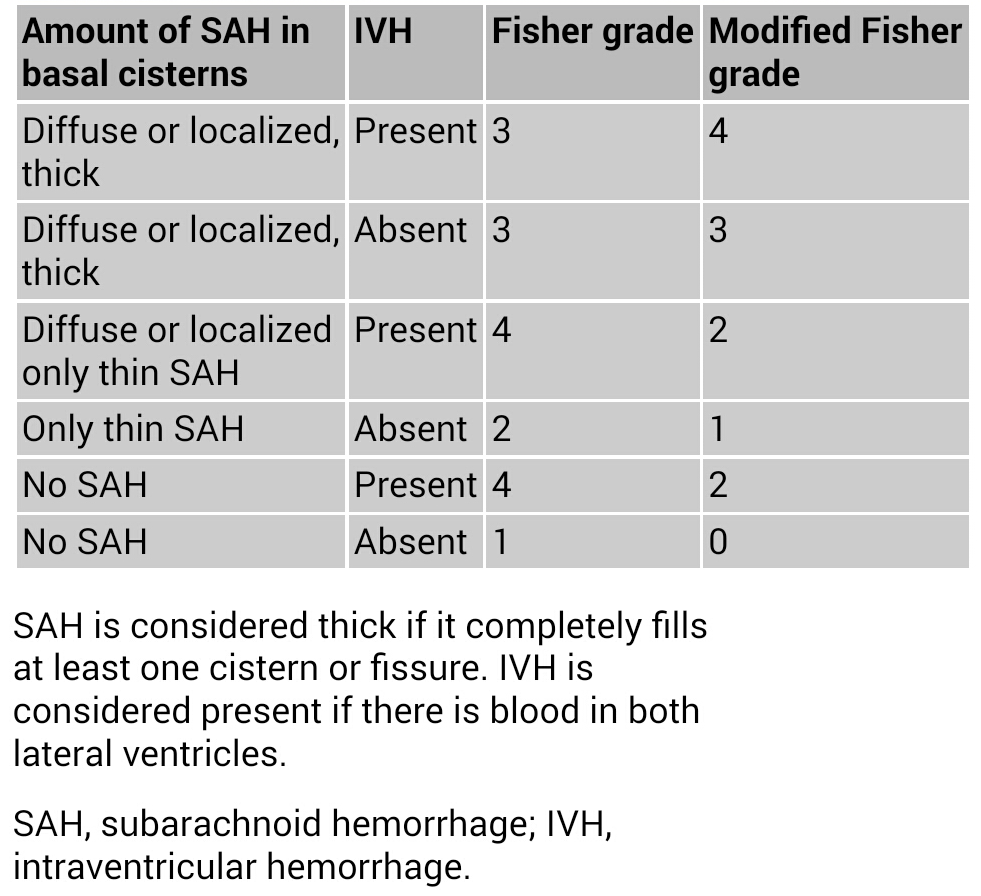 Amount of SAH in IVH Fisher grade Modified Fisher
basal cisterns grade
Diffuse or localized, Present 3 4
thick
Diffuse or localized, Absent 3 3
thick
Diffuse or localized Present 4 2
only thin SAH
Only thin SAH Absent 2 1
No SAH Present 4 2
No SAH Absent 1 0
SAH is considered thick if it completely fills
at least one cistern or fissure. IVH is
considered present if there is blood in both
lateral ventricles.
SAH, subarachnoid hemorrhage; IVH,
intraventricular hemorrhage.